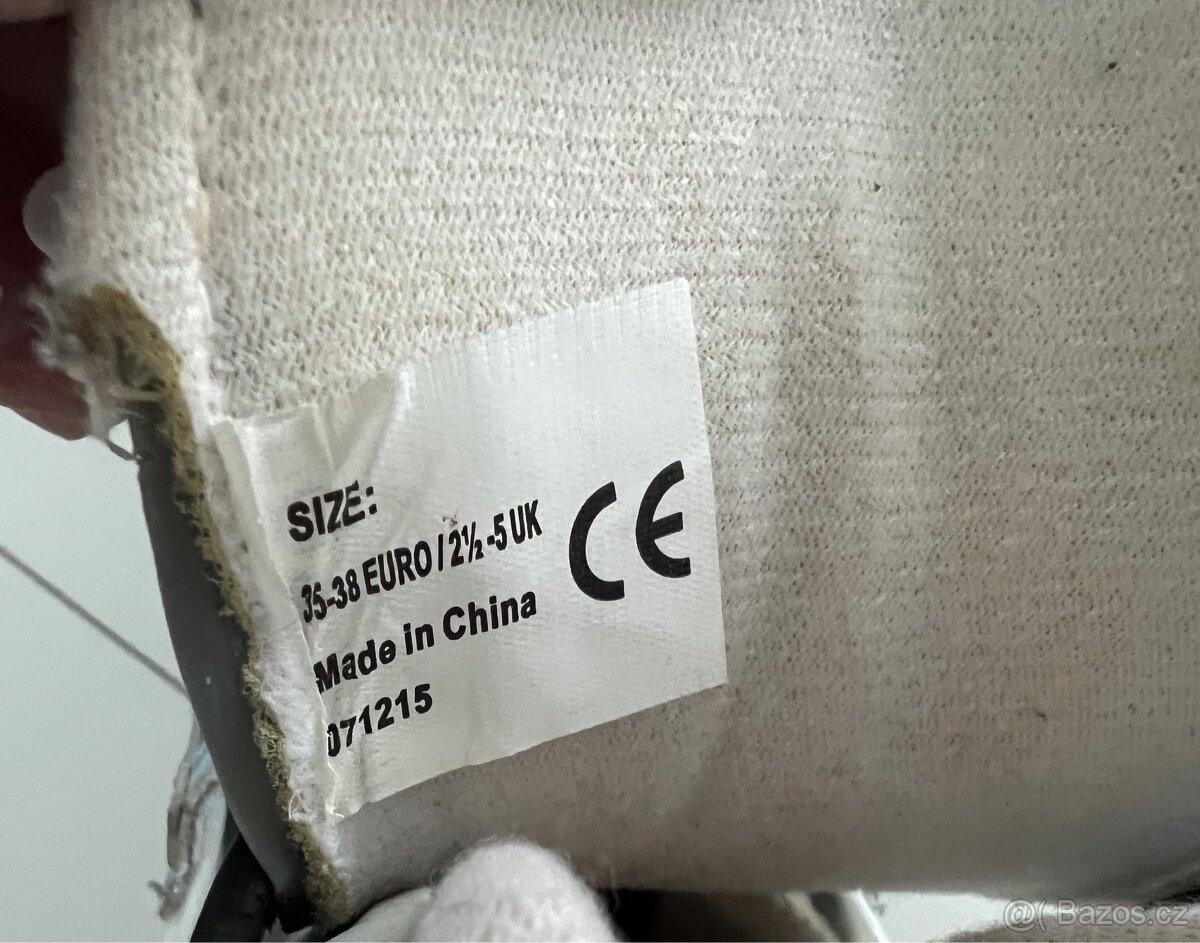 SIZE:
35-38 EURO / 2½ -5 UK
Made in China
071215
CE
@( Bazos.cz